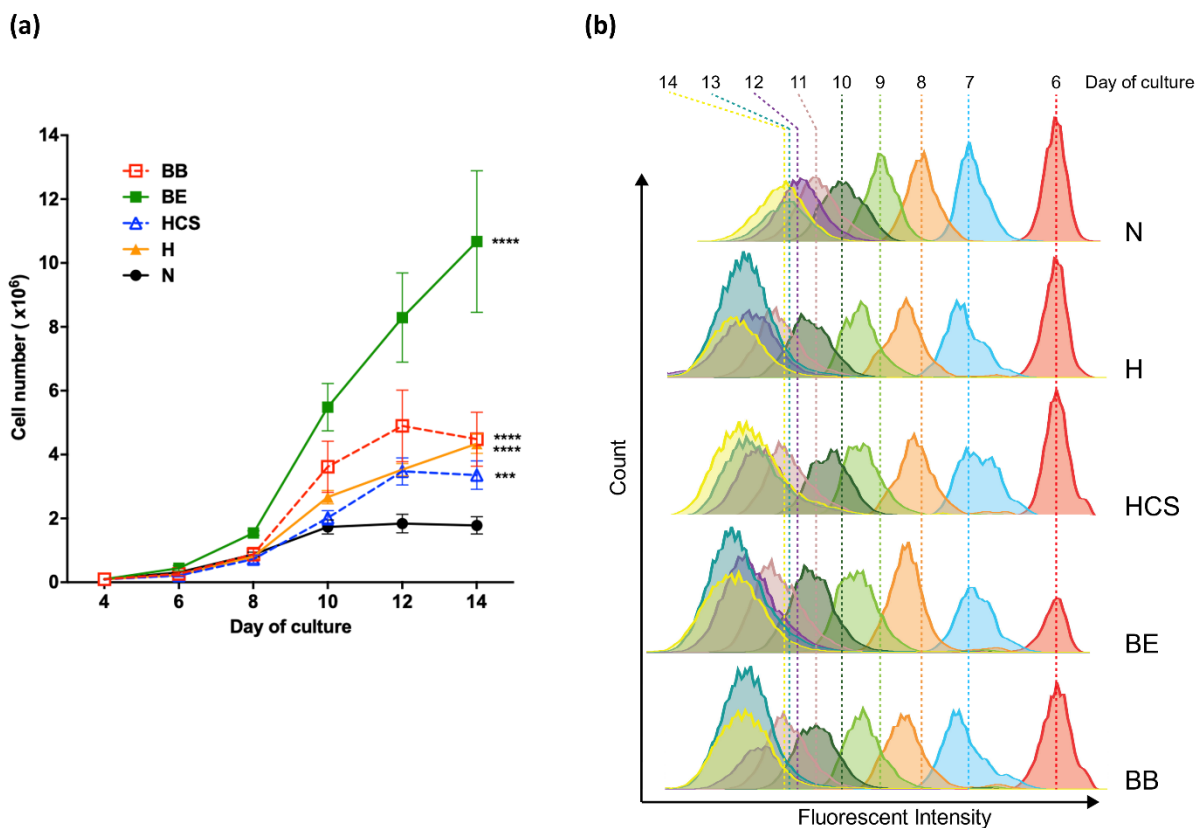 (a)
14
12
10
8
6
4
2
0
Cell number ( x10⁶)
BB
BE
HCS
H
N
****
****
****
***
4 6 8 10 12 14
Day of culture
(b)
14 13 12 11 10 9 8 7 6 Day of culture
N
H
HCS
BE
BB
Count
Fluorescent Intensity